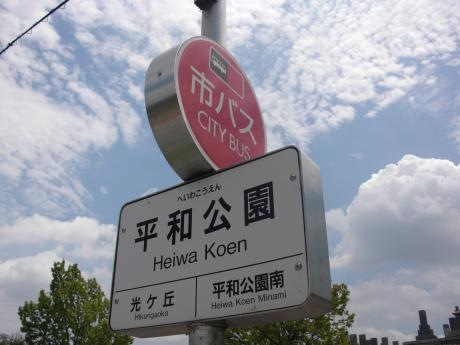 市バス
CITY BUS
へいわこうえん
平和公園
Heiwa Koen
光ケ丘
Hikarigaoka
平和公園南
Heiwa Koen Minami